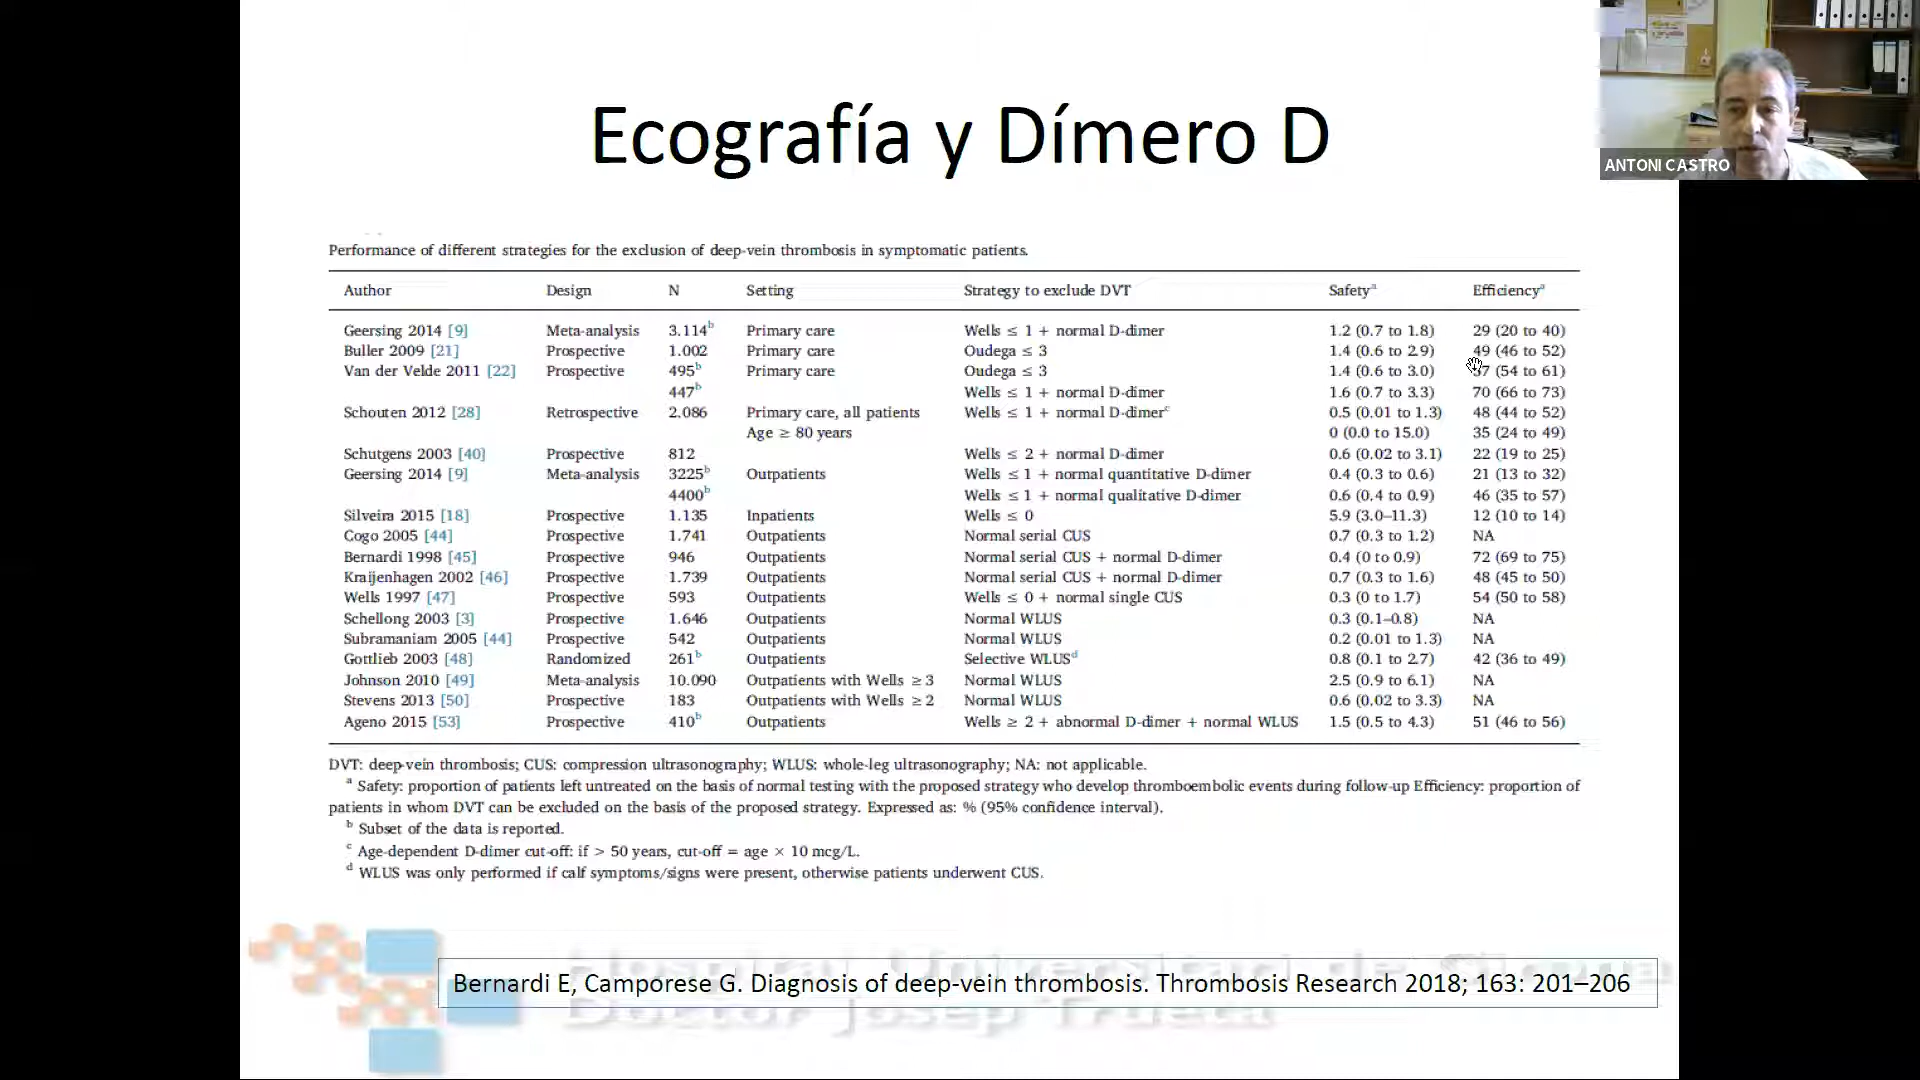 Ecografía y Dímero D
ANTONI CASTRO
Performance of different strategies for the exclusion of deep-vein thrombosis in symptomatic patients.
Author Design N Setting Strategy to exclude DVT Safetyᵃ Efficiencyᵃ
Geersing 2014 [9] Meta-analysis 3.114ᵇ Primary care Wells ≤ 1 + normal D-dimer 1.2 (0.7 to 1.8) 29 (20 to 40)
Buller 2009 [21] Prospective 1.002 Primary care Oudega ≤ 3 1.4 (0.6 to 2.9) 49 (46 to 52)
Van der Velde 2011 [22] Prospective 495ᵇ Primary care Oudega ≤ 3 1.4 (0.6 to 3.0) (54 to 61)
447ᵇ Wells ≤ 1 + normal D-dimer 1.6 (0.7 to 3.3) 70 (66 to 73)
Schouten 2012 [28] Retrospective 2.086 Primary care, all patients Wells ≤ 1 + normal D-dimerᶜ 0.5 (0.01 to 1.3) 48 (44 to 52)
Age ≥ 80 years 0 (0.0 to 15.0) 35 (24 to 49)
Schutgens 2003 [40] Prospective 812 Wells ≤ 2 + normal D-dimer 0.6 (0.02 to 3.1) 22 (19 to 25)
Geersing 2014 [9] Meta-analysis 3225ᵇ Outpatients Wells ≤ 1 + normal quantitative D-dimer 0.4 (0.3 to 0.6) 21 (13 to 32)
4400ᵇ Wells ≤ 1 + normal qualitative D-dimer 0.6 (0.4 to 0.9) 46 (35 to 57)
Silveira 2015 [18] Prospective 1.135 Inpatients Wells ≤ 0 5.9 (3.0–11.3) 12 (10 to 14)
Cogo 2005 [44] Prospective 1.741 Outpatients Normal serial CUS 0.7 (0.3 to 1.2) NA
Bernardi 1998 [45] Prospective 946 Outpatients Normal serial CUS + normal D-dimer 0.4 (0 to 0.9) 72 (69 to 75)
Kraijenhagen 2002 [46] Prospective 1.739 Outpatients Normal serial CUS + normal D-dimer 0.7 (0.3 to 1.6) 48 (45 to 50)
Wells 1997 [47] Prospective 593 Outpatients Wells ≤ 0 + normal single CUS 0.3 (0 to 1.7) 54 (50 to 58)
Schellong 2003 [3] Prospective 1.646 Outpatients Normal WLUS 0.3 (0.1–0.8) NA
Subramaniam 2005 [44] Prospective 542 Outpatients Normal WLUS 0.2 (0.01 to 1.3) NA
Gottlieb 2003 [48] Randomized 261ᵇ Outpatients Selective WLUSᵈ 0.8 (0.1 to 2.7) 42 (36 to 49)
Johnson 2010 [49] Meta-analysis 10.090 Outpatients with Wells ≥ 3 Normal WLUS 2.5 (0.9 to 6.1) NA
Stevens 2013 [50] Prospective 183 Outpatients with Wells ≥ 2 Normal WLUS 0.6 (0.02 to 3.3) NA
Ageno 2015 [53] Prospective 410ᵇ Outpatients Wells ≥ 2 + abnormal D-dimer + normal WLUS 1.5 (0.5 to 4.3) 51 (46 to 56)
DVT: deep-vein thrombosis; CUS: compression ultrasonography; WLUS: whole-leg ultrasonography; NA: not applicable.
ᵃ Safety: proportion of patients left untreated on the basis of normal testing with the proposed strategy who develop thromboembolic events during follow-up Efficiency: proportion of
patients in whom DVT can be excluded on the basis of the proposed strategy. Expressed as: % (95% confidence interval).
ᵇ Subset of the data is reported.
ᶜ Age-dependent D-dimer cut-off: if > 50 years, cut-off = age × 10 mcg/L.
ᵈ WLUS was only performed if calf symptoms/signs were present, otherwise patients underwent CUS.
Bernardi E, Camporese G. Diagnosis of deep-vein thrombosis. Thrombosis Research 2018; 163: 201–206
Doctor Josep Trueta